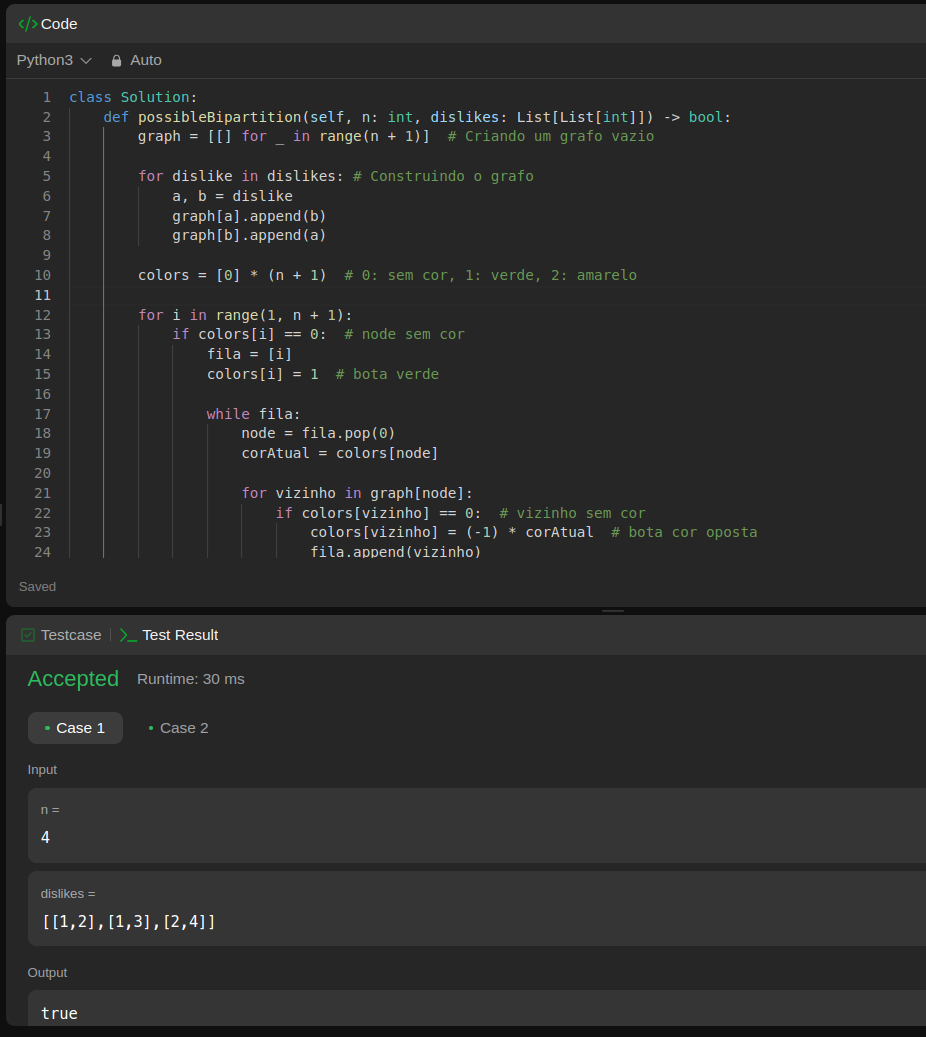 </> Code
Python3 Auto
1 class Solution:
2     def possibleBipartition(self, n: int, dislikes: List[List[int]]) -> bool:
3         graph = [[] for _ in range(n + 1)]  # Criando um grafo vazio
4
5         for dislike in dislikes: # Construindo o grafo
6             a, b = dislike
7             graph[a].append(b)
8             graph[b].append(a)
9
10         colors = [0] * (n + 1)  # 0: sem cor, 1: verde, 2: amarelo
11
12         for i in range(1, n + 1):
13             if colors[i] == 0:  # node sem cor
14                 fila = [i]
15                 colors[i] = 1  # bota verde
16
17                 while fila:
18                     node = fila.pop(0)
19                     corAtual = colors[node]
20
21                     for vizinho in graph[node]:
22                         if colors[vizinho] == 0:  # vizinho sem cor
23                             colors[vizinho] = (-1) * corAtual  # bota cor oposta
24                             fila.append(vizinho)
Saved
Testcase | >_ Test Result
Accepted Runtime: 30 ms
• Case 1 • Case 2
Input
n =
4
dislikes =
[[1,2],[1,3],[2,4]]
Output
true